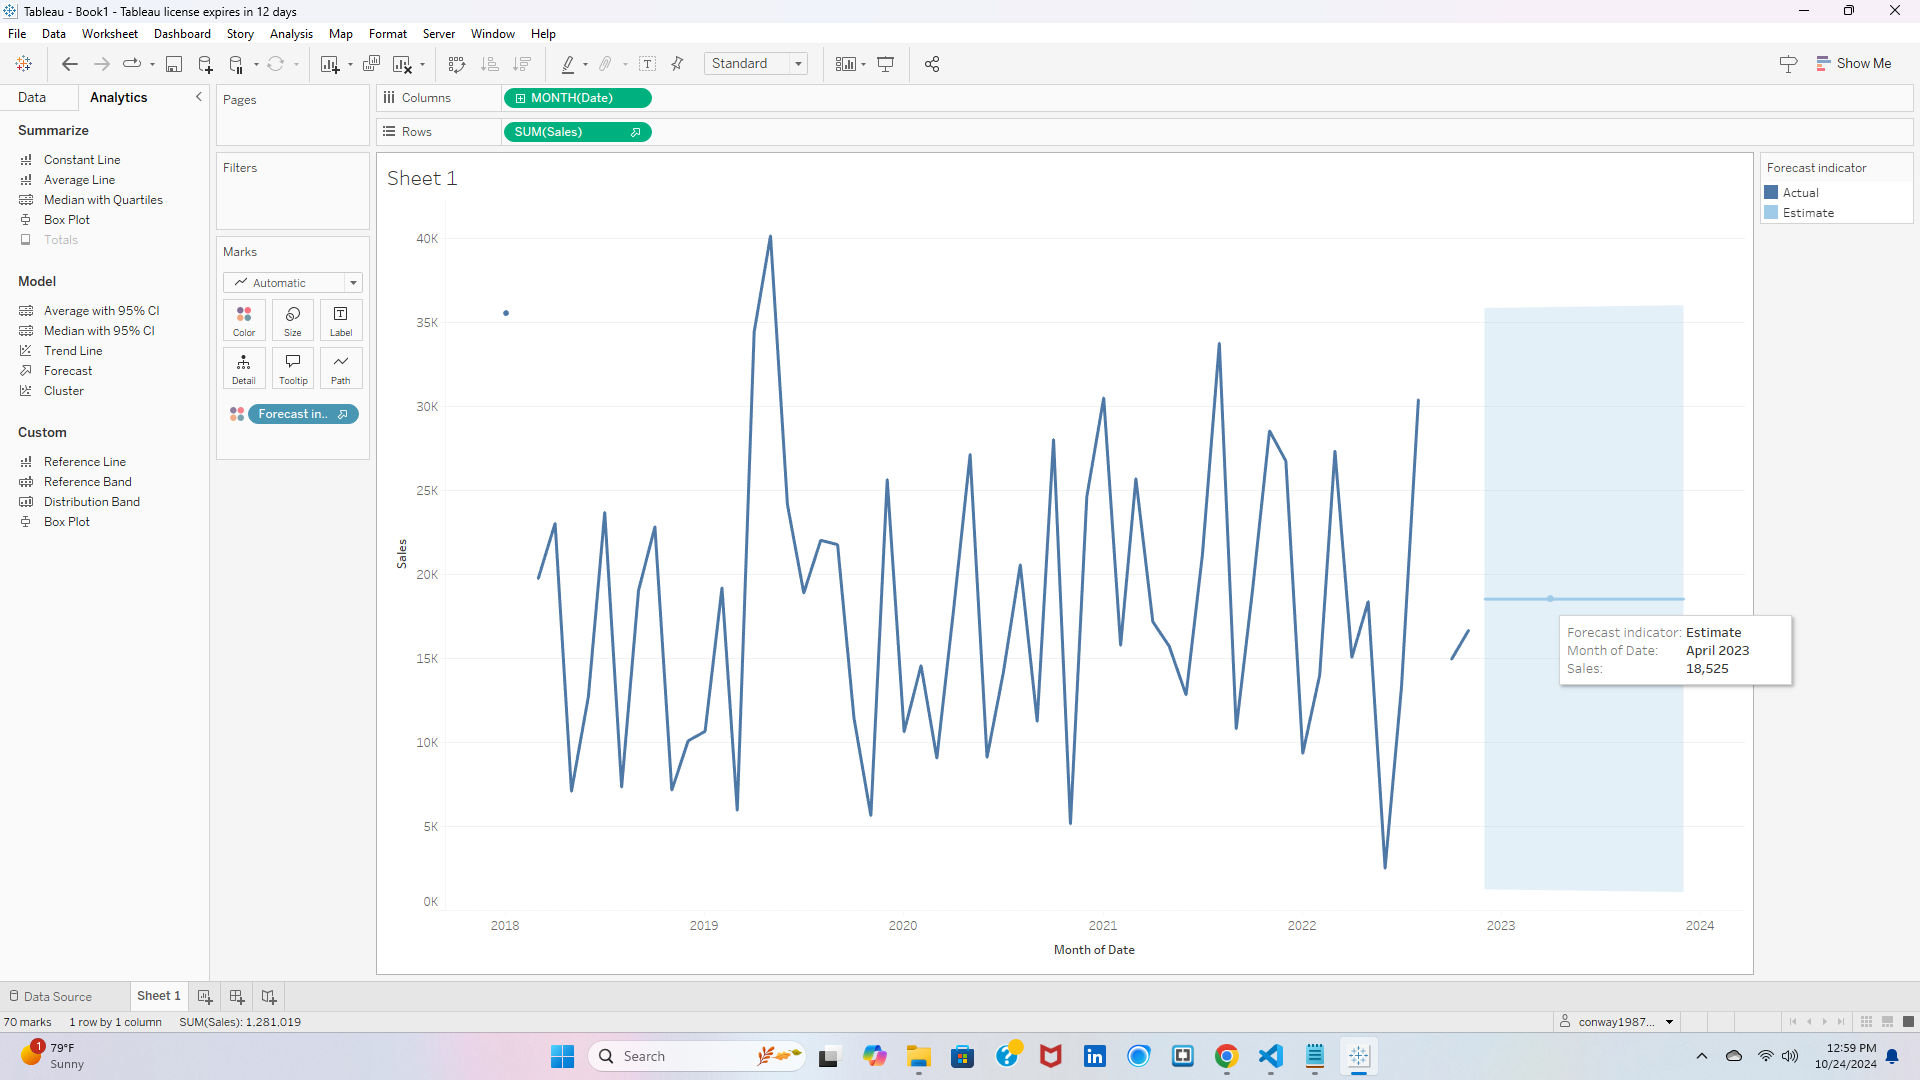 Tableau - Book1 - Tableau license expires in 12 days
File Data Worksheet Dashboard Story Analysis Map Format Server Window Help
Standard
Show Me
Data Analytics
Summarize
Constant Line
Average Line
Median with Quartiles
Box Plot
Totals
Model
Average with 95% CI
Median with 95% CI
Trend Line
Forecast
Cluster
Custom
Reference Line
Reference Band
Distribution Band
Box Plot
Pages
Filters
Marks
Automatic
Color Size Label
Detail Tooltip Path
Forecast in..
Columns MONTH(Date)
Rows SUM(Sales)
Sheet 1
40K
35K
30K
25K
20K
15K
10K
5K
0K
Sales
2018 2019 2020 2021 2022 2023 2024
Month of Date
Forecast indicator: Estimate
Month of Date: April 2023
Sales: 18,525
Forecast indicator
Actual
Estimate
Data Source Sheet 1
70 marks 1 row by 1 column SUM(Sales): 1,281,019
conway1987...
1
79°F
Sunny
Search
12:59 PM
10/24/2024